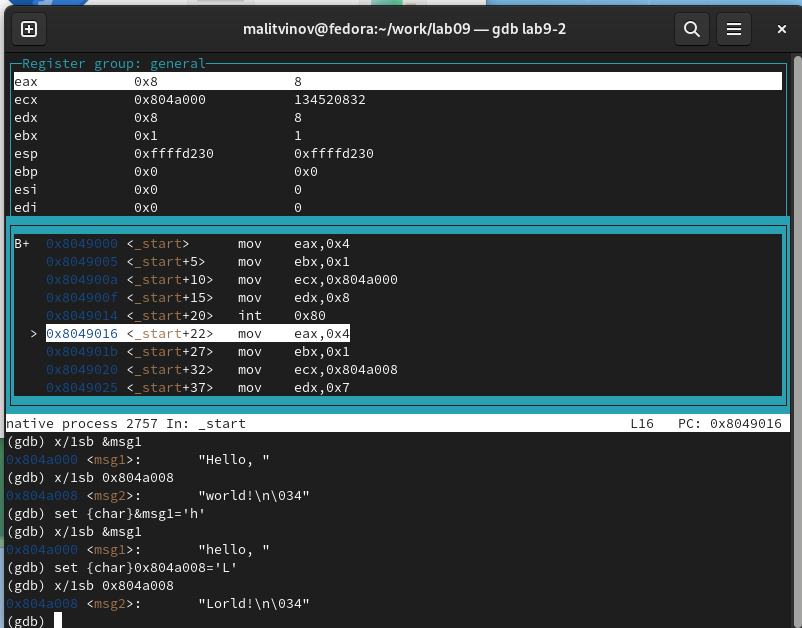 malitvinov@fedora:~/work/lab09 — gdb lab9-2
Register group: general
eax 0x8 8
ecx 0x804a000 134520832
edx 0x8 8
ebx 0x1 1
esp 0xffffd230 0xffffd230
ebp 0x0 0x0
esi 0x0 0
edi 0x0 0
B+ 0x8049000 <_start> mov eax,0x4
0x8049005 <_start+5> mov ebx,0x1
0x804900a <_start+10> mov ecx,0x804a000
0x804900f <_start+15> mov edx,0x8
0x8049014 <_start+20> int 0x80
> 0x8049016 <_start+22> mov eax,0x4
0x804901b <_start+27> mov ebx,0x1
0x8049020 <_start+32> mov ecx,0x804a008
0x8049025 <_start+37> mov edx,0x7
native process 2757 In: _start L16 PC: 0x8049016
(gdb) x/1sb &msg1
0x804a000 <msg1>: "Hello, "
(gdb) x/1sb 0x804a008
0x804a008 <msg2>: "world!\n\034"
(gdb) set {char}&msg1='h'
(gdb) x/1sb &msg1
0x804a000 <msg1>: "hello, "
(gdb) set {char}0x804a008='L'
(gdb) x/1sb 0x804a008
0x804a008 <msg2>: "Lorld!\n\034"
(gdb)